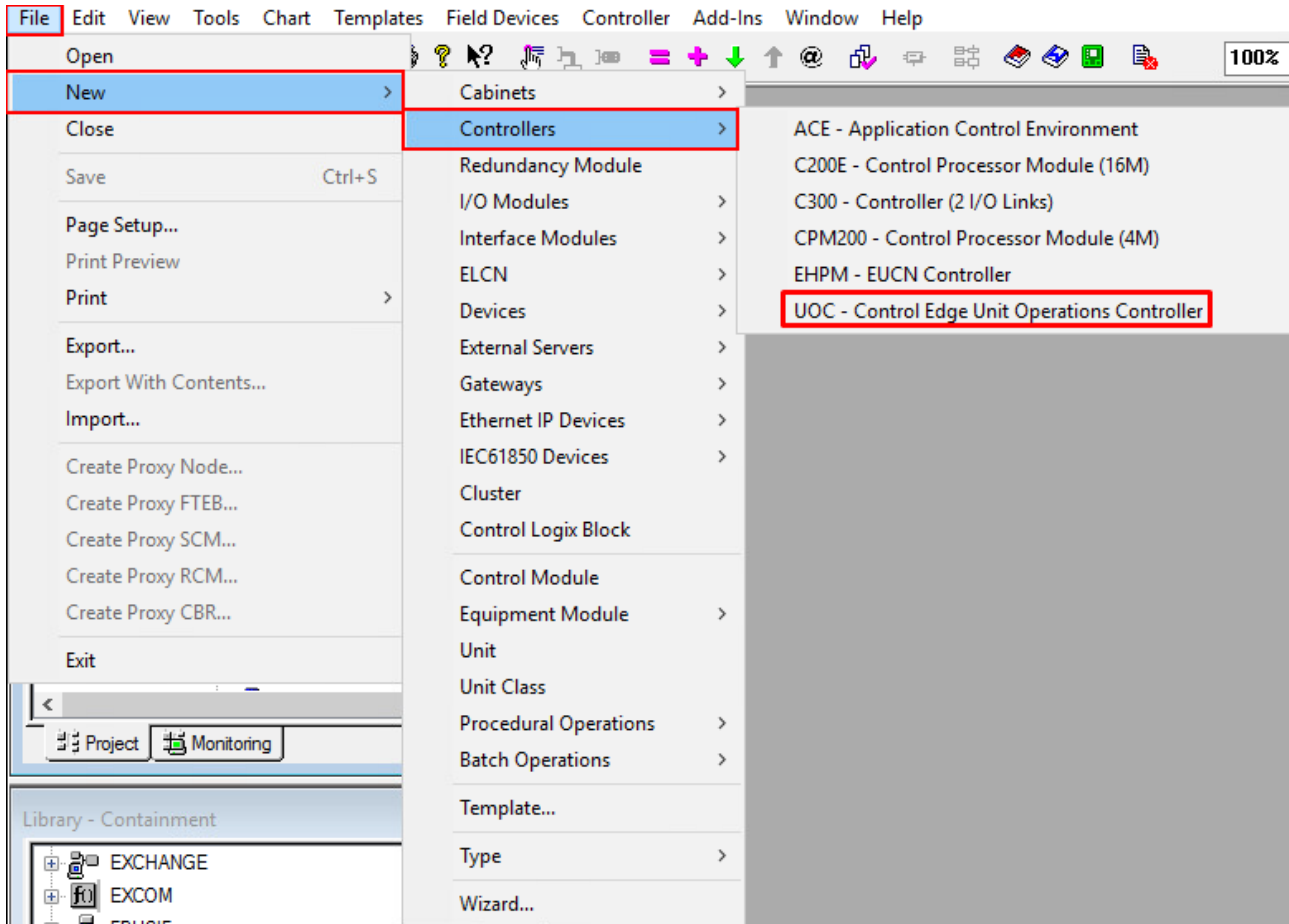 File Edit View Tools Chart Templates Field Devices Controller Add-Ins Window Help
100%
Open
New
Close
Save Ctrl+S
Page Setup...
Print Preview
Print
Export...
Export With Contents...
Import...
Create Proxy Node...
Create Proxy FTEB...
Create Proxy SCM...
Create Proxy RCM...
Create Proxy CBR...
Exit
Cabinets
Controllers
Redundancy Module
I/O Modules
Interface Modules
ELCN
Devices
External Servers
Gateways
Ethernet IP Devices
IEC61850 Devices
Cluster
Control Logix Block
Control Module
Equipment Module
Unit
Unit Class
Procedural Operations
Batch Operations
Template...
Type
Wizard...
ACE - Application Control Environment
C200E - Control Processor Module (16M)
C300 - Controller (2 I/O Links)
CPM200 - Control Processor Module (4M)
EHPM - EUCN Controller
UOC - Control Edge Unit Operations Controller
Project Monitoring
Library - Containment
EXCHANGE
EXCOM